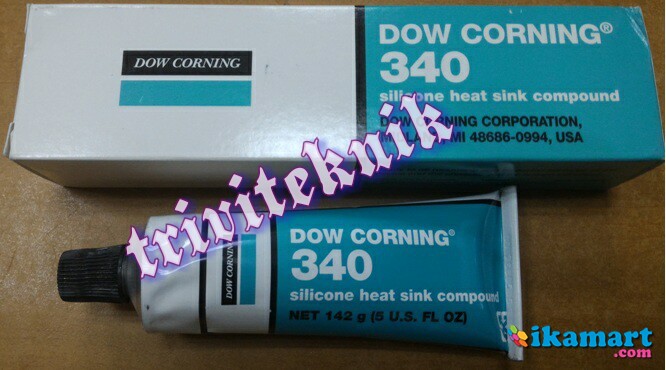 DOW CORNING
DOW CORNING®
340
silicone heat sink compound
DOW CORNING CORPORATION,
MI 48686-0994, USA
triviteknik
DOW CORNING
DOW CORNING®
340
silicone heat sink compound
NET 142 g (5 U.S. FL OZ)
ikamart
.com